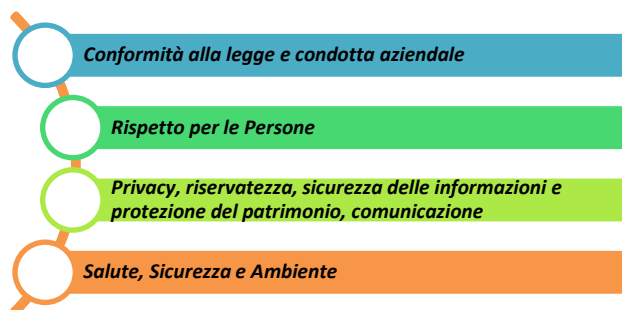 Conformità alla legge e condotta aziendale
Rispetto per le Persone
Privacy, riservatezza, sicurezza delle informazioni e
protezione del patrimonio, comunicazione
Salute, Sicurezza e Ambiente